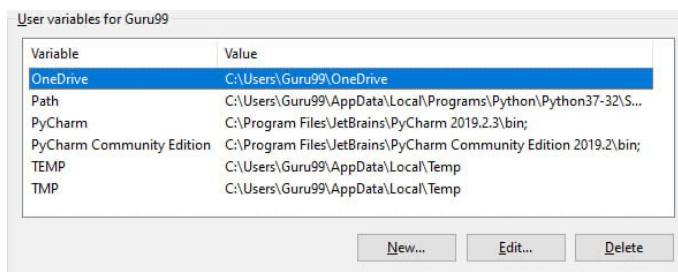 User variables for Guru99
Variable Value
OneDrive C:\Users\Guru99\OneDrive
Path C:\Users\Guru99\AppData\Local\Programs\Python\Python37-32\S...
PyCharm C:\Program Files\JetBrains\PyCharm 2019.2.3\bin;
PyCharm Community Edition C:\Program Files\JetBrains\PyCharm Community Edition 2019.2\bin;
TEMP C:\Users\Guru99\AppData\Local\Temp
TMP C:\Users\Guru99\AppData\Local\Temp
New... Edit... Delete